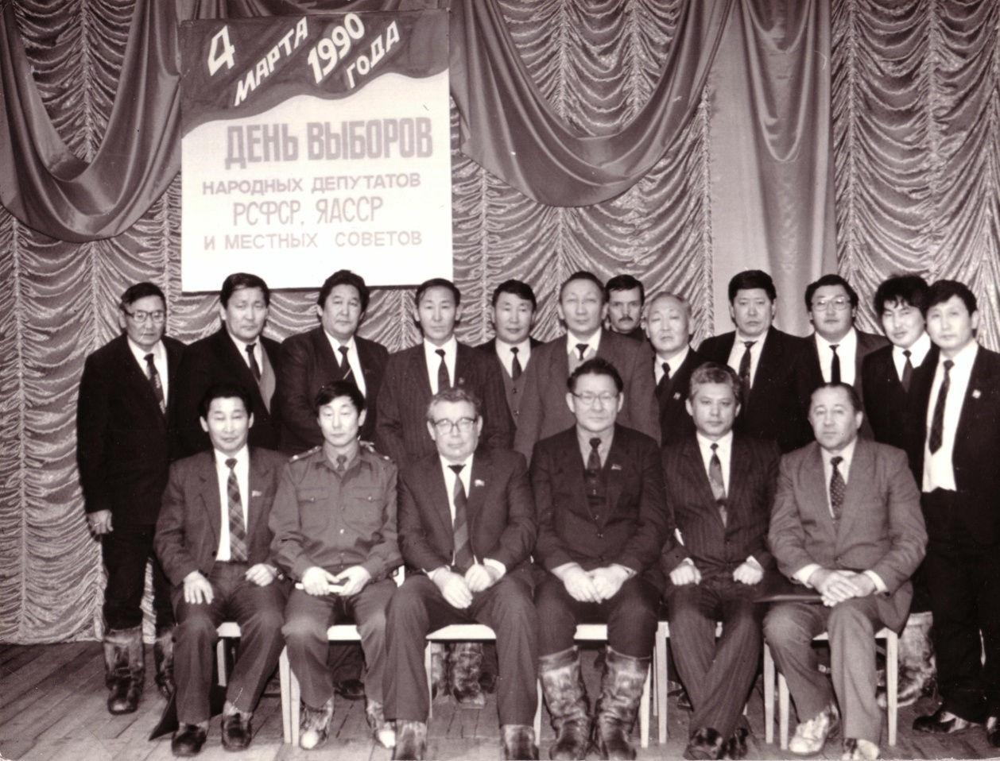 4
МАРТА
1990
ГОДА
ДЕНЬ ВЫБОРОВ
НАРОДНЫХ ДЕПУТАТОВ
РСФСР, ЯАССР
И МЕСТНЫХ СОВЕТОВ